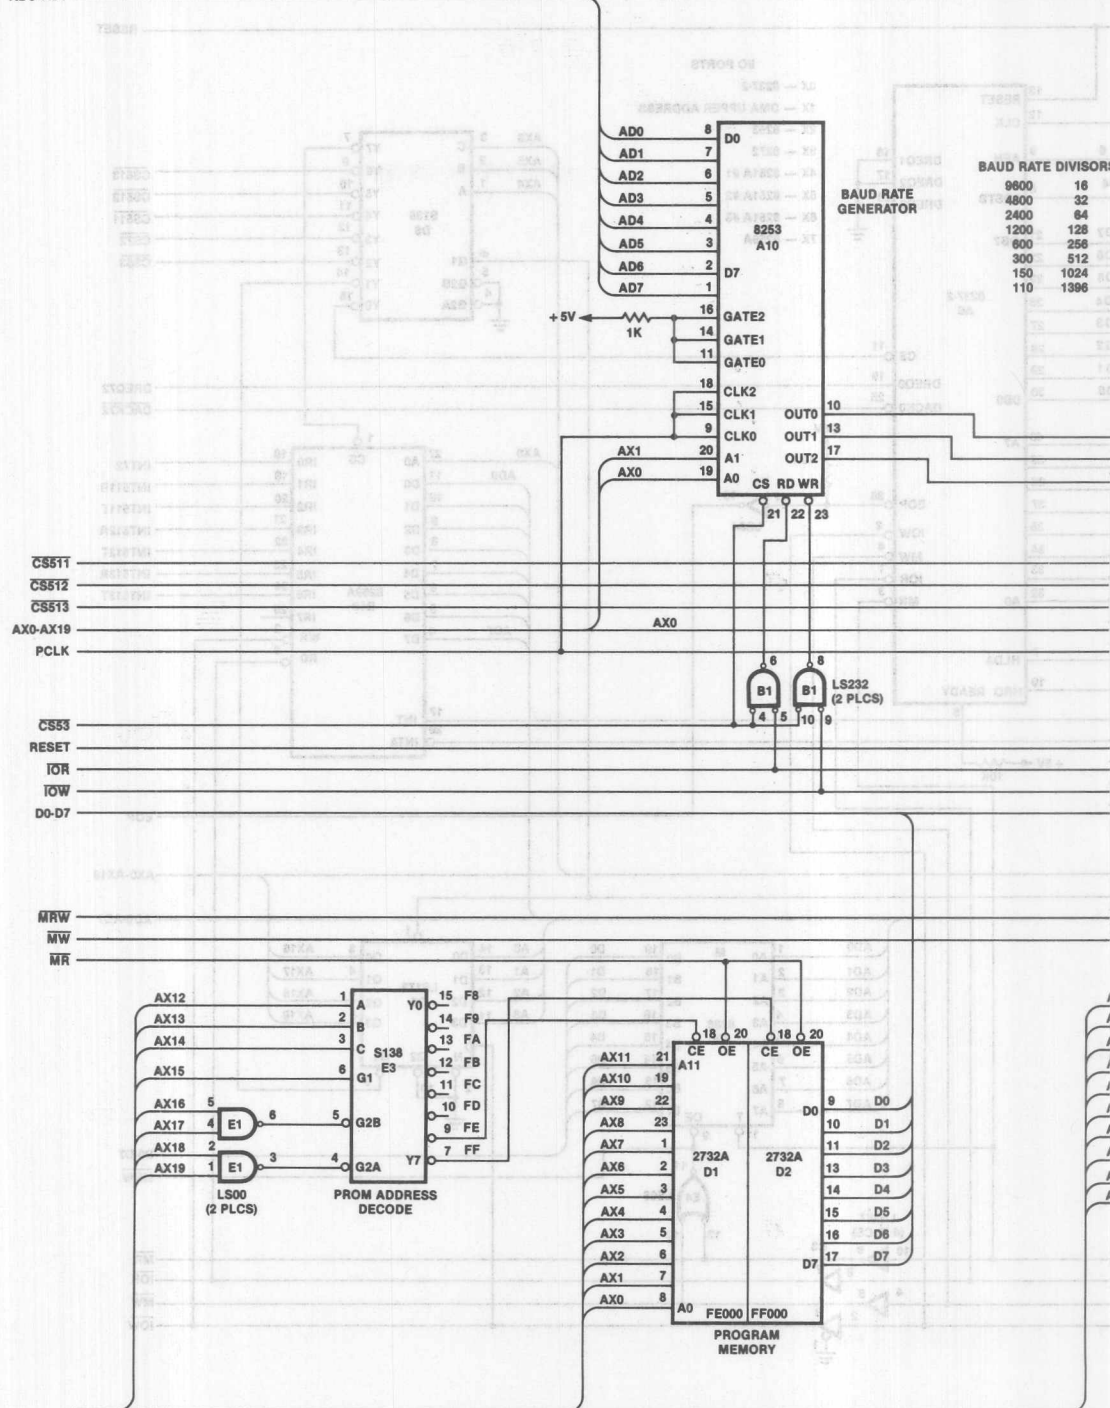 AD0 8 D0
AD1 7
AD2 6
AD3 5
AD4 4
AD5 3
AD6 2 D7
AD7 1
8253
A10
BAUD RATE
GENERATOR
BAUD RATE DIVISORS
9600 16
4800 32
2400 64
1200 128
600 256
300 512
150 1024
110 1396
+5V
1K
16 GATE2
14 GATE1
11 GATE0
18 CLK2
15 CLK1
9 CLK0
AX1 20 A1
AX0 19 A0
OUT0 10
OUT1 13
OUT2 17
CS RD WR
21 22 23
CS511
CS512
CS513
AX0-AX19
AX0
PCLK
6 8
B1 B1
LS232
(2 PLCS)
4 5 10 9
CS53
RESET
IOR
IOW
D0-D7
MRW
MW
MR
AX12 1 A
AX13 2 B
AX14 3 C
AX15 6 G1
AX16 5
AX17 4
E1 6 5 G2B
AX18 2
AX19 1
E1 3 4 G2A
LS00
(2 PLCS)
S138
E3
Y0 15 F8
14 F9
13 FA
12 FB
11 FC
10 FD
9 FE
Y7 7 FF
PROM ADDRESS
DECODE
18 20 18 20
CE OE CE OE
AX11 21 A11
AX10 19
AX9 22
AX8 23
AX7 1
AX6 2
AX5 3
AX4 4
AX3 5
AX2 6
AX1 7
AX0 8 A0
2732A 2732A
D1 D2
D0 9 D0
10 D1
11 D2
13 D3
14 D4
15 D5
16 D6
D7 17 D7
FE000 FF000
PROGRAM
MEMORY